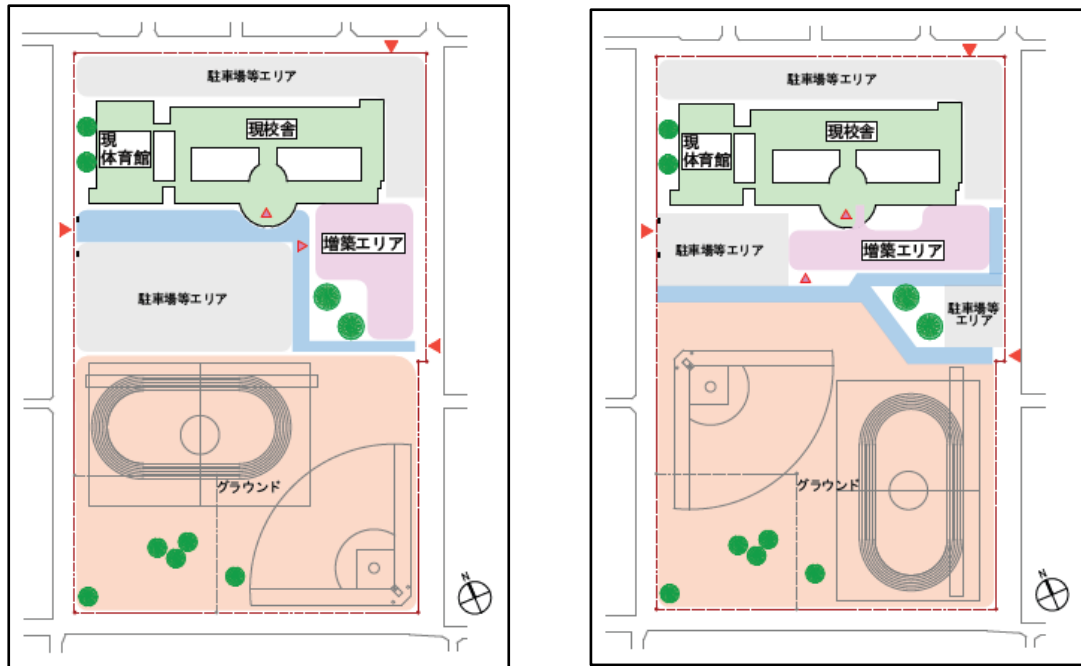 駐車場等エリア
現校舎
現
体育館
増築エリア
駐車場等エリア
グラウンド
N
駐車場等エリア
現校舎
現
体育館
増築エリア
駐車場等エリア
駐車場等
エリア
グラウンド
N